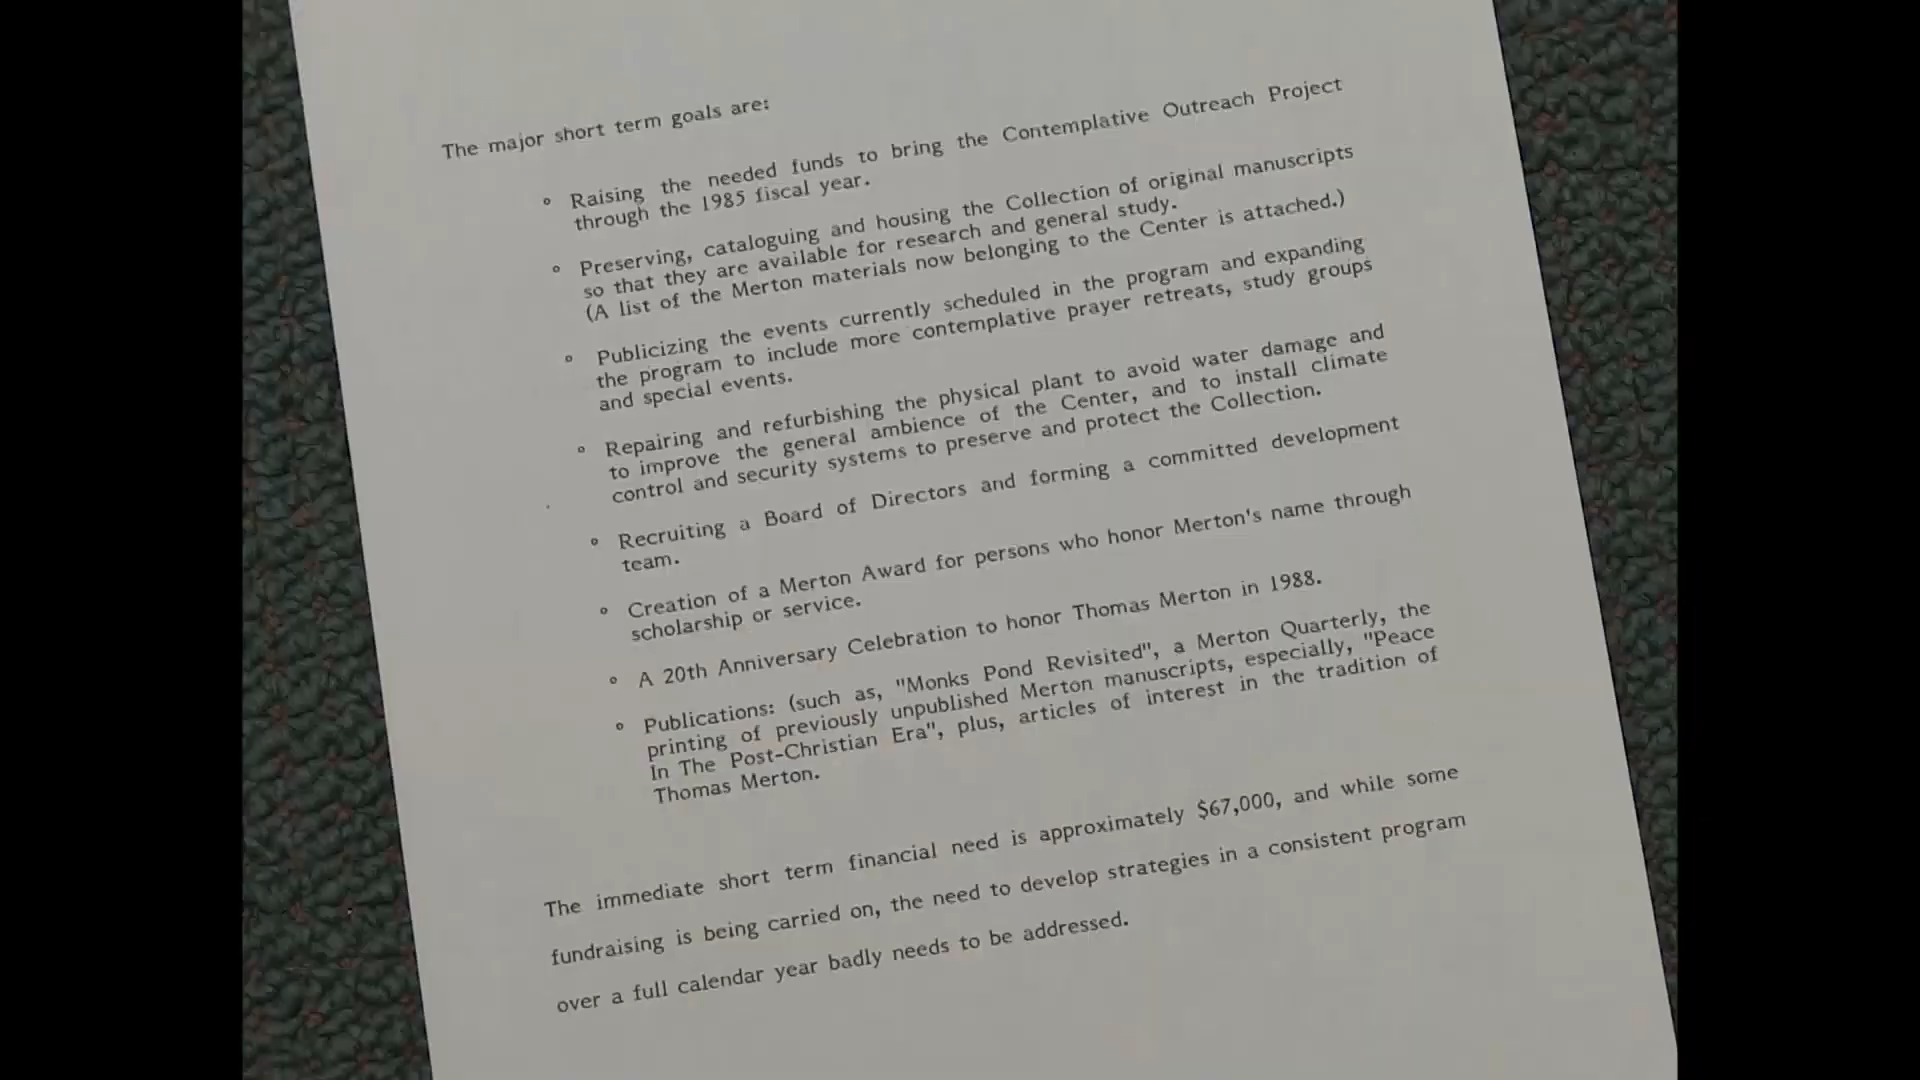 The major short term goals are:
° Raising the needed funds to bring the Contemplative Outreach Project
through the 1985 fiscal year.
° Preserving, cataloguing and housing the Collection of original manuscripts
so that they are available for research and general study.
(A list of the Merton materials now belonging to the Center is attached.)
° Publicizing the events currently scheduled in the program and expanding
the program to include more contemplative prayer retreats, study groups
and special events.
° Repairing and refurbishing the physical plant to avoid water damage and
to improve the general ambience of the Center, and to install climate
control and security systems to preserve and protect the Collection.
° Recruiting a Board of Directors and forming a committed development
team.
° Creation of a Merton Award for persons who honor Merton's name through
scholarship or service.
° A 20th Anniversary Celebration to honor Thomas Merton in 1988.
° Publications: (such as, "Monks Pond Revisited", a Merton Quarterly, the
printing of previously unpublished Merton manuscripts, especially, "Peace
In The Post-Christian Era", plus, articles of interest in the tradition of
Thomas Merton.
The immediate short term financial need is approximately $67,000, and while some
fundraising is being carried on, the need to develop strategies in a consistent program
over a full calendar year badly needs to be addressed.